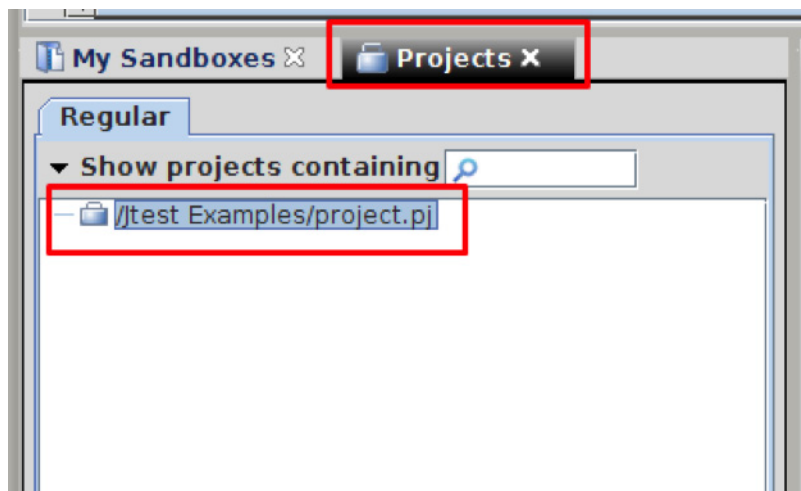 My Sandboxes Projects
Regular
Show projects containing
/Jtest Examples/project.pj